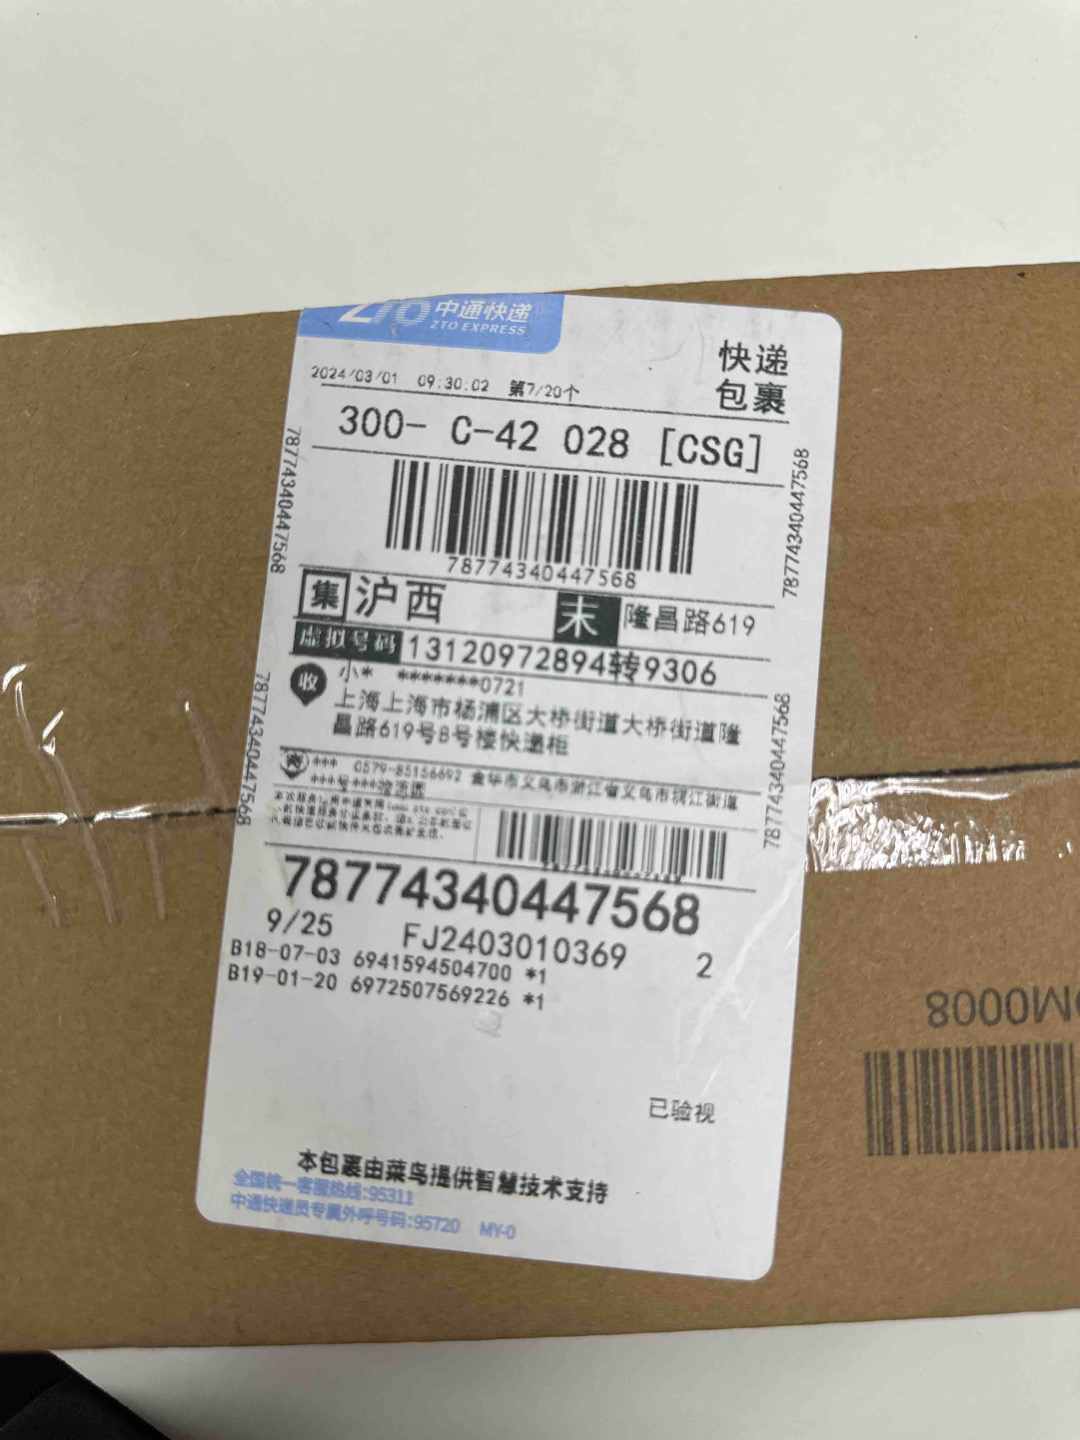 ZTO 中通快递
ZTO EXPRESS
快递
包裹
2024/03/01 09:30:02 第7/20个
300- C-42 028 [CSG]
78774340447568
78774340447568
78774340447568
集 沪西 末 隆昌路619
虚拟号码 13120972894转9306
收 小* *******0721
上海上海市杨浦区大桥街道大桥街道隆
昌路619号8号楼快递柜
78774340447568
78774340447568
*** 0579-85156692 金华市义乌市浙江省义乌市稠江街道
78774340447568
9/25 FJ2403010369 2
B18-07-03 6941594504700 *1
B19-01-20 6972507569226 *1
已验视
本包裹由菜鸟提供智慧技术支持
全国统一客服热线:95311
中通快递员专属外呼号码:95720 MY-0
M0008